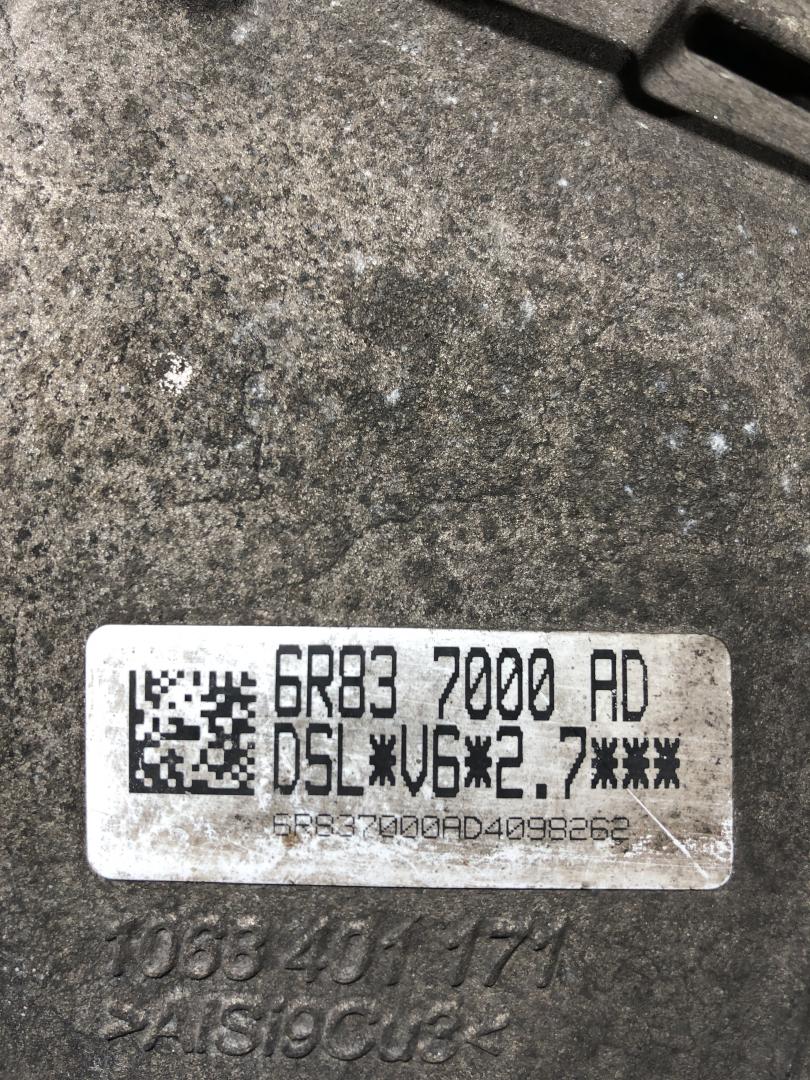 6R83 7000 AD
DSL*V6*2.7***
6R837000AD4098262
1068 401 171
>AlSi9Cu3<